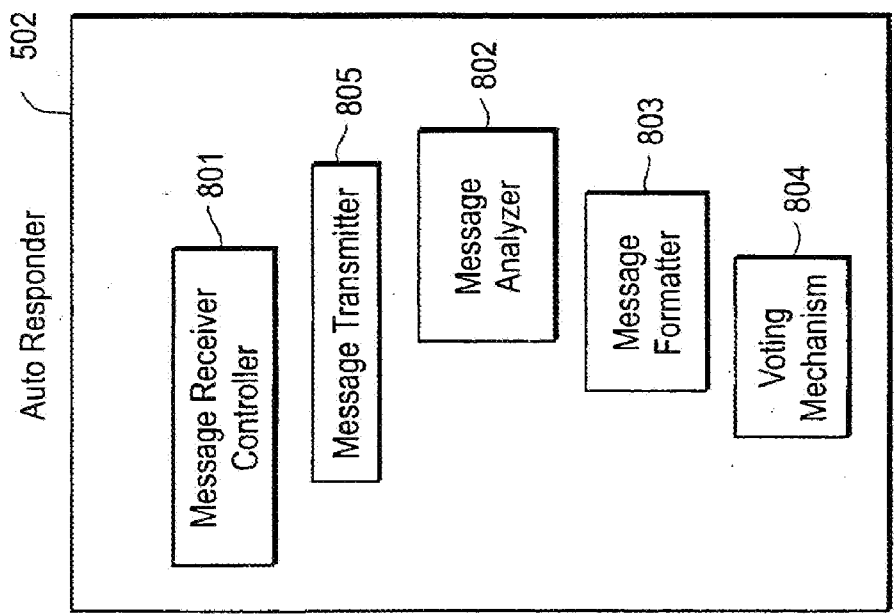 Auto Responder
502
Message Receiver
Controller
801
Message Transmitter
805
Message
Analyzer
802
Message
Formatter
803
Voting
Mechanism
804